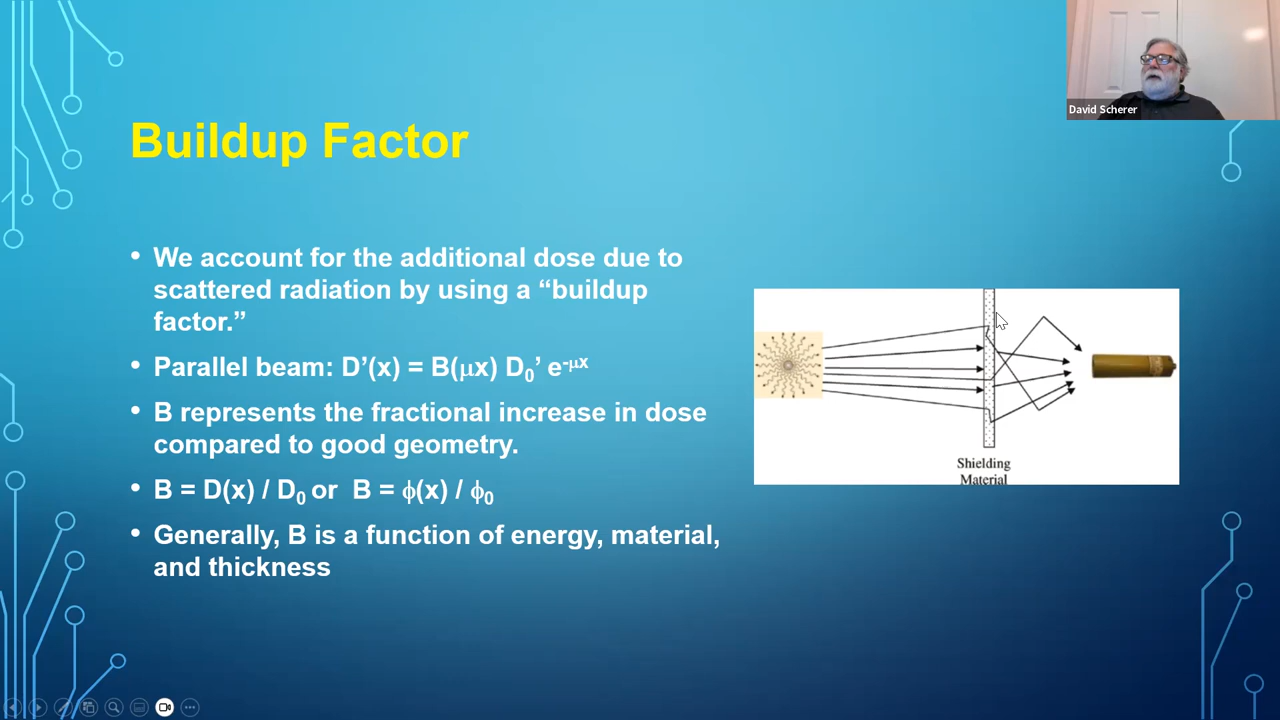 David Scherer
Buildup Factor
• We account for the additional dose due to
scattered radiation by using a “buildup
factor.”
• Parallel beam: D’(x) = B(μx) D₀’ e⁻μx
• B represents the fractional increase in dose
compared to good geometry.
• B = D(x) / D₀ or B = ϕ(x) / ϕ₀
• Generally, B is a function of energy, material,
and thickness
Shielding
Material